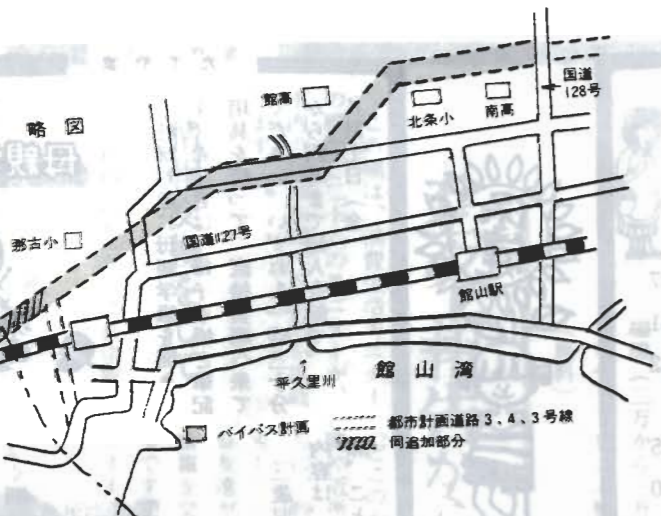 略図
館高
北条小
南高
国道
128号
那古小
国道127号
館山駅
平久里州
館山湾
バイパス計画
都市計画道路3、4、3号線
同追加部分